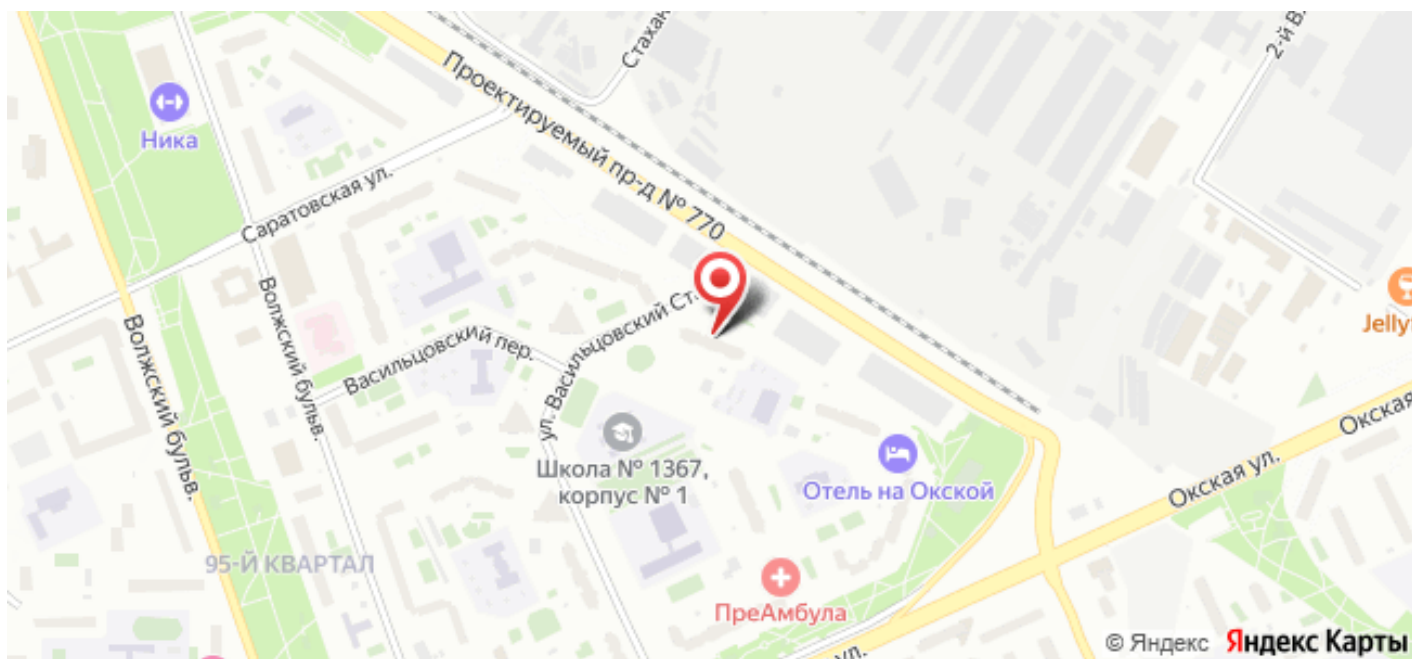 Стахан
2-й В
Проектируемый пр-д № 770
Ника
Саратовская ул.
Jelly
Волжский бульв.
Волжский бульв.
Васильцовский пер.
ул. Васильцовский Ст.
Окская
Школа № 1367,
корпус № 1
Отель на Окской
Окская ул.
95-Й КВАРТАЛ
ПреАмбула
ул.
© Яндекс Яндекс Карты